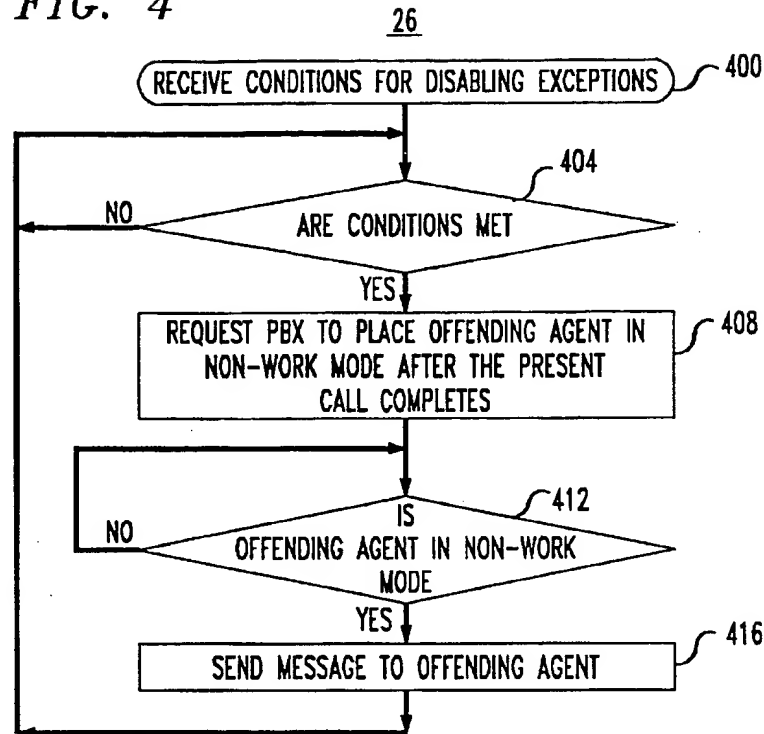 FIG. 4
26
RECEIVE CONDITIONS FOR DISABLING EXCEPTIONS
400
404
NO
ARE CONDITIONS MET
YES
REQUEST PBX TO PLACE OFFENDING AGENT IN
NON-WORK MODE AFTER THE PRESENT
CALL COMPLETES
408
412
NO
IS
OFFENDING AGENT IN NON-WORK
MODE
YES
SEND MESSAGE TO OFFENDING AGENT
416